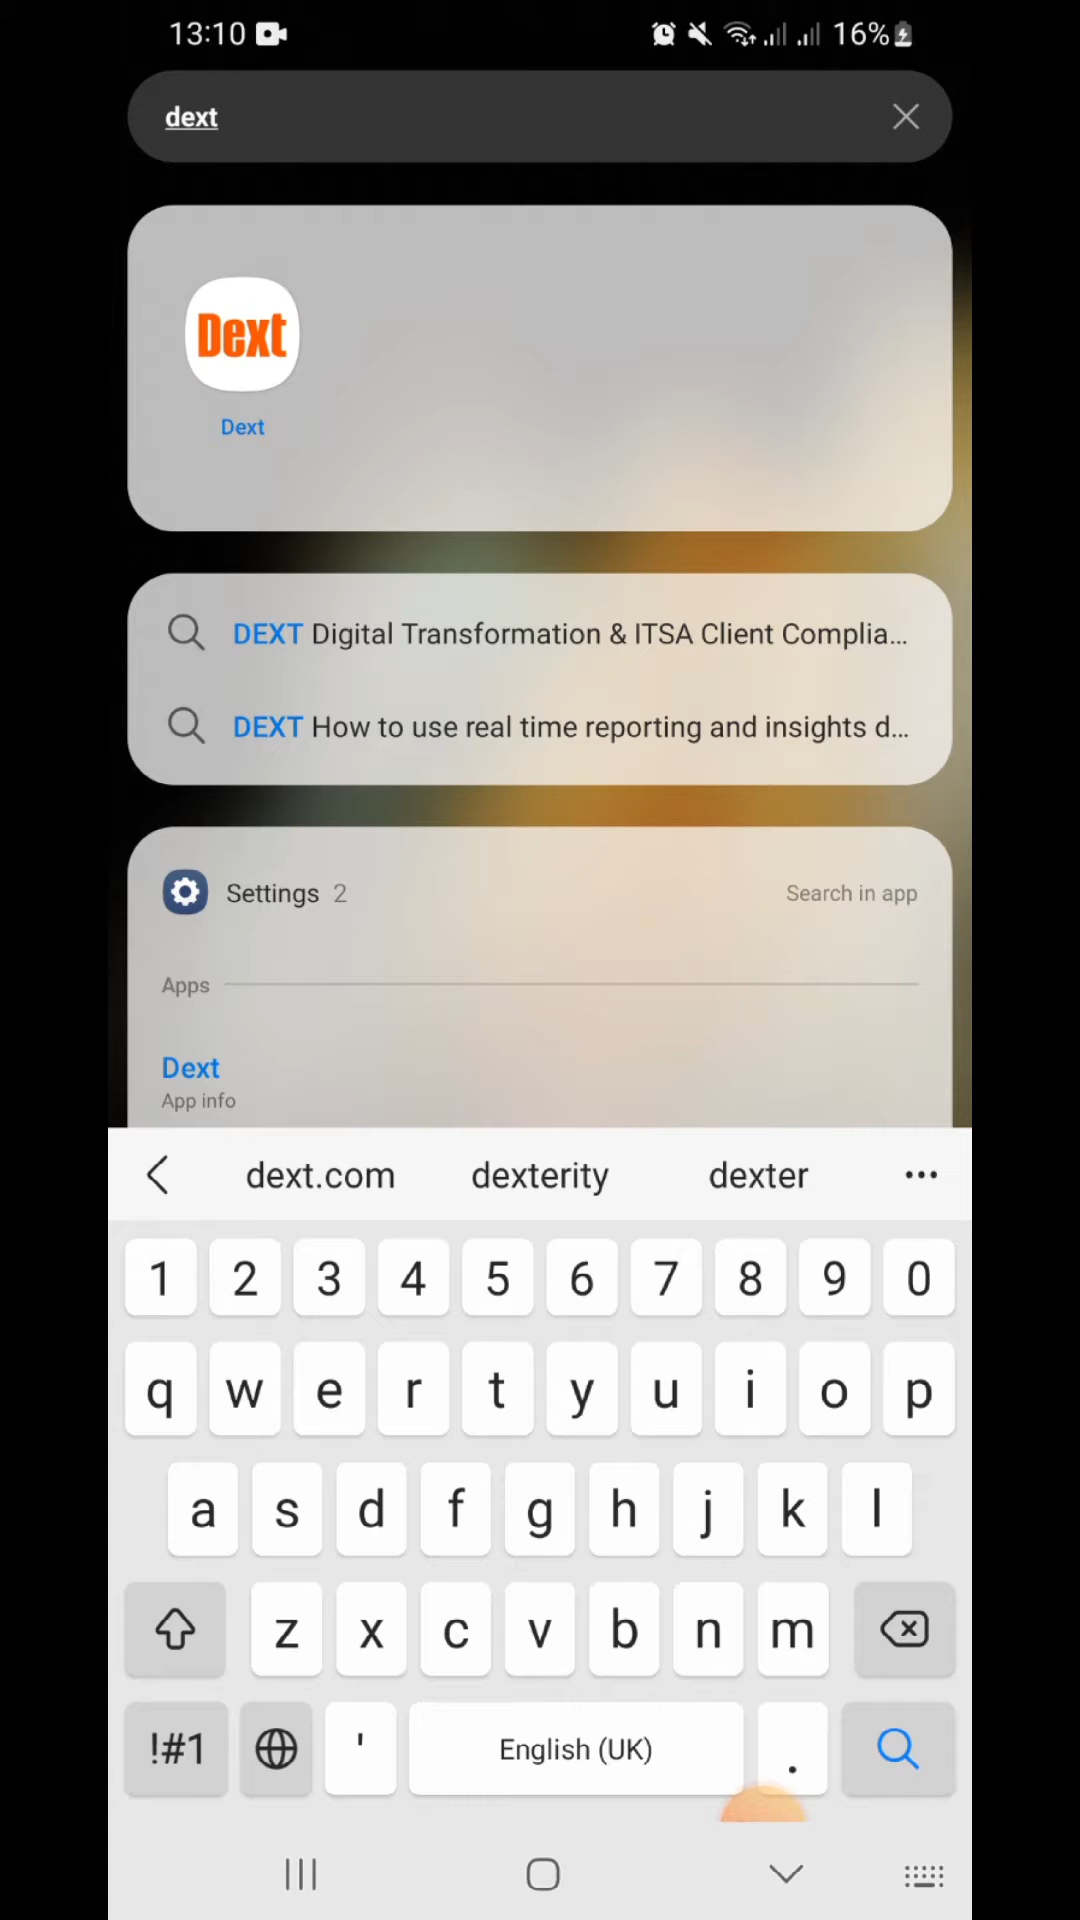 13:10 16%
dext
Dext
Dext
DEXT Digital Transformation & ITSA Client Complia...
DEXT How to use real time reporting and insights d...
Settings 2 Search in app
Apps
Dext
App info
dext.com dexterity dexter ...
1 2 3 4 5 6 7 8 9 0
q w e r t y u i o p
a s d f g h j k l
z x c v b n m
!#1 ' English (UK) .